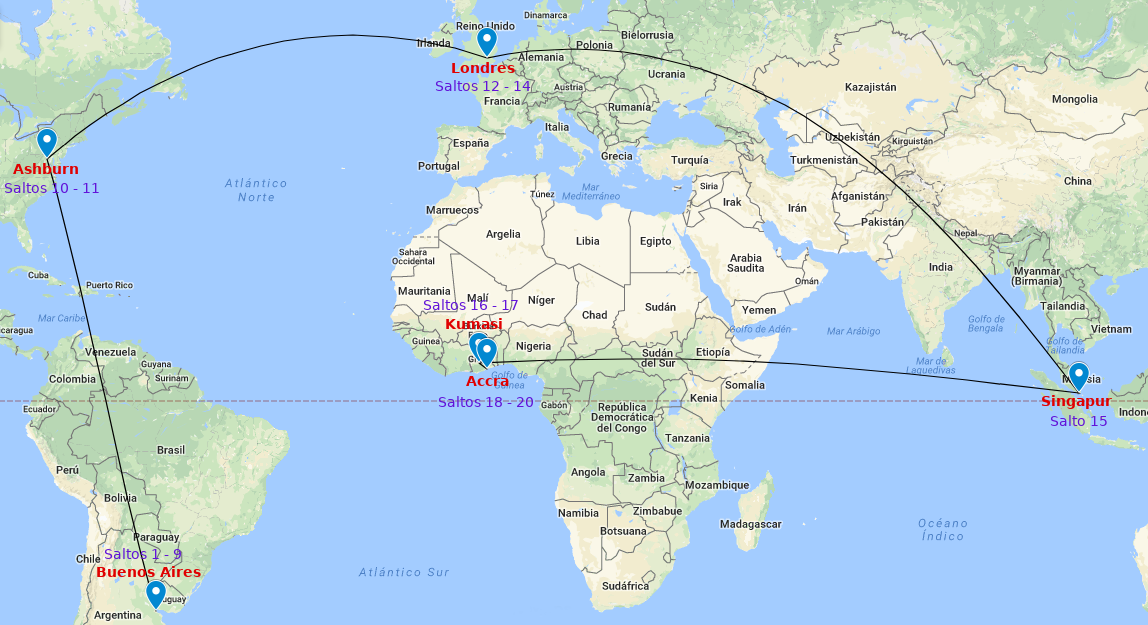 Dinamarca
Reino Unido
Bielorrusia
Irlanda
Polonia
Alemania
Londres
Ucrania
Saltos 12 - 14
Austria
Kazajistán
Francia
Rumanía
Mongolia
Italia
Uzbekistán
España
Kirguistán
Grecia
Turquía
Turkmenistán
Portugal
Ashburn
Saltos 10 - 11
Atlántico
Norte
Mar
Mediterráneo
Túnez
Siria
Irak
Irán
Afganistán
China
Marruecos
Pakistán
Nepal
Argelia
Libia
Egipto
Sahara
Occidental
Arabia
Saudita
India
Omán
Myanmar
(Birmania)
Cuba
Puerto Rico
Mauritania
Malí
Níger
Saltos 16 - 17
Chad
Sudán
Yemen
Tailandia
Mar Caribe
Kumasi
Golfo de Adén
Mar Arábigo
Golfo de
Bengala
Vietnam
caragua
Guinea
Nigeria
Golfo de
Tailandia
Venezuela
Guyana
Surinam
Sudán
del Sur
Etiopía
Mar de
Laquedivas
Colombia
Golfo de
Guinea
Accra
Somalia
Singapur
Saltos 18 - 20
Gabón
Kenia
Ecuador
República
Democrática
del Congo
Indone
Salto 15
Tanzania
Brasil
Perú
Angola
Zambia
Mozambique
Bolivia
Namibia
Zimbabue
Madagascar
Océano
Índico
Botsuana
Paraguay
Saltos 1 - 9
Chile
Buenos Aires
Atlántico Sur
Sudáfrica
uguay
Argentina